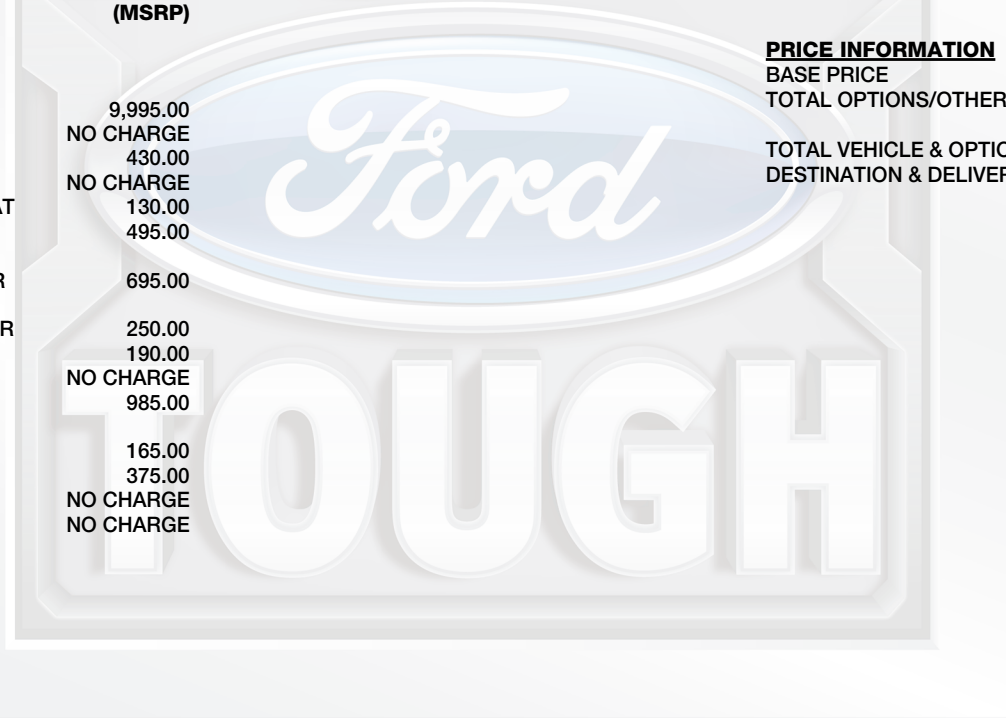 (MSRP)
9,995.00
NO CHARGE
430.00
NO CHARGE
AT 130.00
495.00
R 695.00
R 250.00
190.00
NO CHARGE
985.00
165.00
375.00
NO CHARGE
NO CHARGE
PRICE INFORMATION
BASE PRICE
TOTAL OPTIONS/OTHER
TOTAL VEHICLE & OPTIO
DESTINATION & DELIVER
Ford
TOUGH